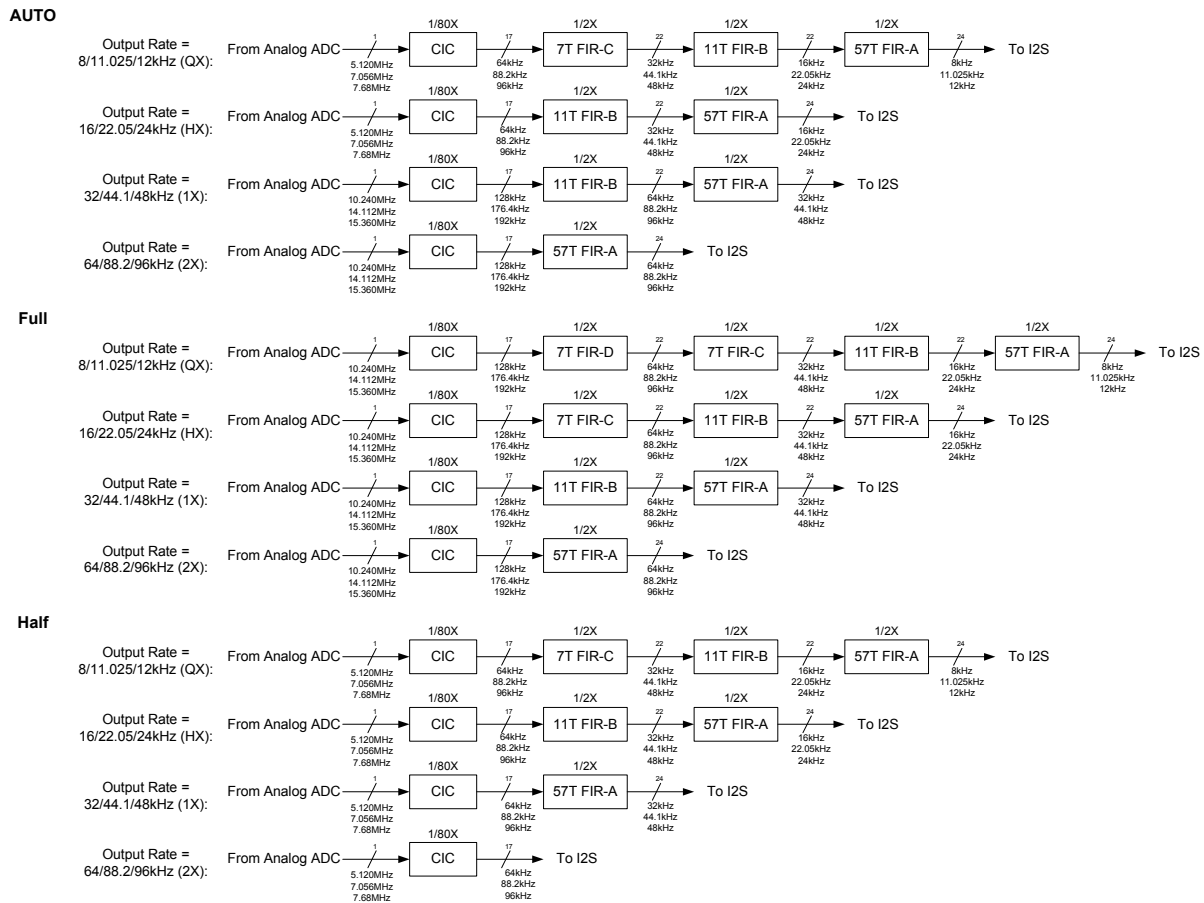 AUTO
1/80X 1/2X 1/2X 1/2X
Output Rate =
8/11.025/12kHz (QX):
From Analog ADC 1 CIC 17 7T FIR-C 22 11T FIR-B 22 57T FIR-A 24 To I2S
5.120MHz 64kHz 32kHz 16kHz 8kHz
7.056MHz 88.2kHz 44.1kHz 22.05kHz 11.025kHz
7.68MHz 96kHz 48kHz 24kHz 12kHz
1/80X 1/2X 1/2X
Output Rate =
16/22.05/24kHz (HX):
From Analog ADC 1 CIC 17 11T FIR-B 22 57T FIR-A 24 To I2S
5.120MHz 64kHz 32kHz 16kHz
7.056MHz 88.2kHz 44.1kHz 22.05kHz
7.68MHz 96kHz 48kHz 24kHz
1/80X 1/2X 1/2X
Output Rate =
32/44.1/48kHz (1X):
From Analog ADC 1 CIC 17 11T FIR-B 22 57T FIR-A 24 To I2S
10.240MHz 128kHz 64kHz 32kHz
14.112MHz 176.4kHz 88.2kHz 44.1kHz
15.360MHz 192kHz 96kHz 48kHz
1/80X 1/2X
Output Rate =
64/88.2/96kHz (2X):
From Analog ADC 1 CIC 17 57T FIR-A 24 To I2S
10.240MHz 128kHz 64kHz
14.112MHz 176.4kHz 88.2kHz
15.360MHz 192kHz 96kHz
Full
1/80X 1/2X 1/2X 1/2X 1/2X
Output Rate =
8/11.025/12kHz (QX):
From Analog ADC 1 CIC 17 7T FIR-D 22 7T FIR-C 22 11T FIR-B 22 57T FIR-A 24 To I2S
10.240MHz 128kHz 64kHz 32kHz 16kHz 8kHz
14.112MHz 176.4kHz 88.2kHz 44.1kHz 22.05kHz 11.025kHz
15.360MHz 192kHz 96kHz 48kHz 24kHz 12kHz
1/80X 1/2X 1/2X 1/2X
Output Rate =
16/22.05/24kHz (HX):
From Analog ADC 1 CIC 17 7T FIR-C 22 11T FIR-B 22 57T FIR-A 24 To I2S
10.240MHz 128kHz 64kHz 32kHz 16kHz
14.112MHz 176.4kHz 88.2kHz 44.1kHz 22.05kHz
15.360MHz 192kHz 96kHz 48kHz 24kHz
1/80X 1/2X 1/2X
Output Rate =
32/44.1/48kHz (1X):
From Analog ADC 1 CIC 17 11T FIR-B 22 57T FIR-A 24 To I2S
10.240MHz 128kHz 64kHz 32kHz
14.112MHz 176.4kHz 88.2kHz 44.1kHz
15.360MHz 192kHz 96kHz 48kHz
1/80X 1/2X
Output Rate =
64/88.2/96kHz (2X):
From Analog ADC 1 CIC 17 57T FIR-A 24 To I2S
10.240MHz 128kHz 64kHz
14.112MHz 176.4kHz 88.2kHz
15.360MHz 192kHz 96kHz
Half
1/80X 1/2X 1/2X 1/2X
Output Rate =
8/11.025/12kHz (QX):
From Analog ADC 1 CIC 17 7T FIR-C 22 11T FIR-B 22 57T FIR-A 24 To I2S
5.120MHz 64kHz 32kHz 16kHz 8kHz
7.056MHz 88.2kHz 44.1kHz 22.05kHz 11.025kHz
7.68MHz 96kHz 48kHz 24kHz 12kHz
1/80X 1/2X 1/2X
Output Rate =
16/22.05/24kHz (HX):
From Analog ADC 1 CIC 17 11T FIR-B 22 57T FIR-A 24 To I2S
5.120MHz 64kHz 32kHz 16kHz
7.056MHz 88.2kHz 44.1kHz 22.05kHz
7.68MHz 96kHz 48kHz 24kHz
1/80X 1/2X
Output Rate =
32/44.1/48kHz (1X):
From Analog ADC 1 CIC 17 57T FIR-A 24 To I2S
5.120MHz 64kHz 32kHz
7.056MHz 88.2kHz 44.1kHz
7.68MHz 96kHz 48kHz
1/80X
Output Rate =
64/88.2/96kHz (2X):
From Analog ADC 1 CIC 17 To I2S
5.120MHz 64kHz
7.056MHz 88.2kHz
7.68MHz 96kHz